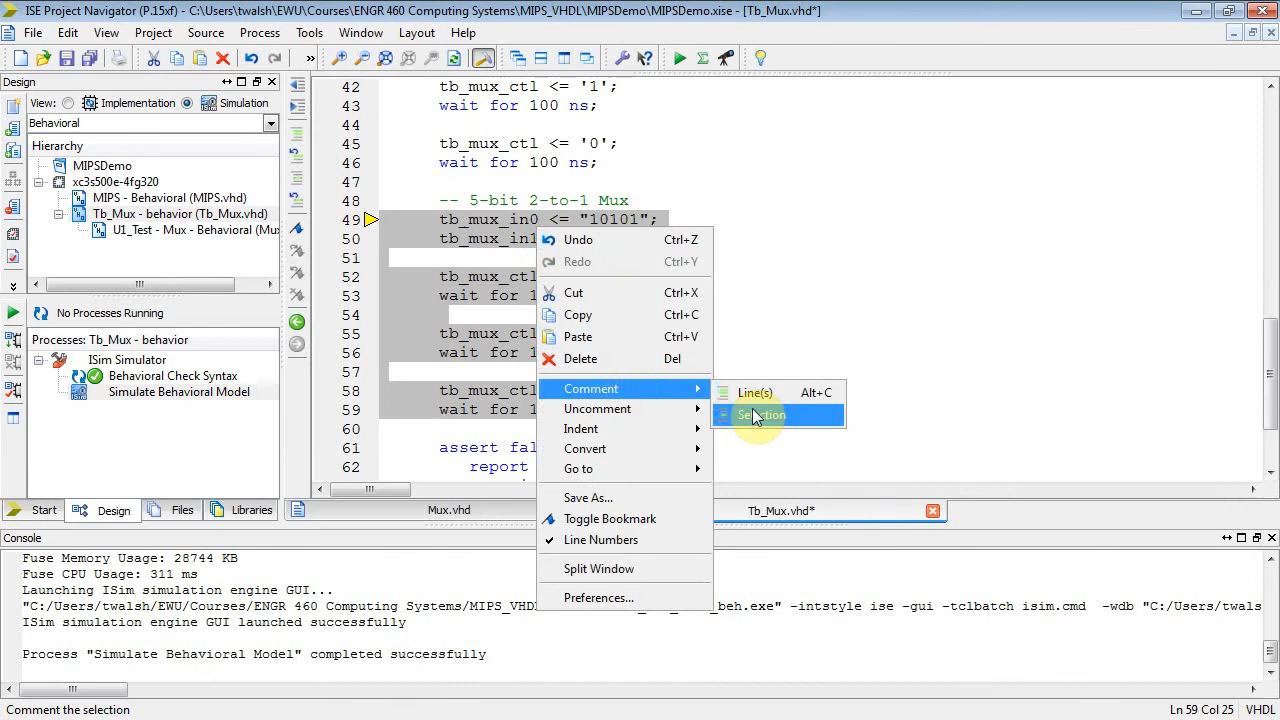 ISE Project Navigator (P.15xf) - C:\Users\twalsh\EWU\Courses\ENGR 460 Computing Systems\MIPS_VHDL\MIPSDemo\MIPSDemo.xise - [Tb_Mux.vhd*]
File Edit View Project Source Process Tools Window Layout Help
Design
View: Implementation Simulation
Behavioral
Hierarchy
MIPSDemo
xc3s500e-4fg320
MIPS - Behavioral (MIPS.vhd)
Tb_Mux - behavior (Tb_Mux.vhd)
U1_Test - Mux - Behavioral (Mu
No Processes Running
Processes: Tb_Mux - behavior
ISim Simulator
Behavioral Check Syntax
Simulate Behavioral Model
Start Design Files Libraries
42 tb_mux_ctl <= '1';
43 wait for 100 ns;
44
45 tb_mux_ctl <= '0';
46 wait for 100 ns;
47
48 -- 5-bit 2-to-1 Mux
49 tb_mux_in0 <= "10101";
50 tb_mux_in1
51
52 tb_mux_ctl
53 wait for 1
54
55 tb_mux_ctl
56 wait for 1
57
58 tb_mux_ctl
59 wait for 1
60
61 assert fal
62 report
Undo Ctrl+Z
Redo Ctrl+Y
Cut Ctrl+X
Copy Ctrl+C
Paste Ctrl+V
Delete Del
Comment
Uncomment
Indent
Convert
Go to
Save As...
Toggle Bookmark
Line Numbers
Split Window
Preferences...
Line(s) Alt+C
Selection
Mux.vhd Tb_Mux.vhd*
Console
Fuse Memory Usage: 28744 KB
Fuse CPU Usage: 311 ms
Launching ISim simulation engine GUI...
"C:/Users/twalsh/EWU/Courses/ENGR 460 Computing Systems/MIPS_VHD _beh.exe" -intstyle ise -gui -tclbatch isim.cmd -wdb "C:/Users/twals
ISim simulation engine GUI launched successfully
Process "Simulate Behavioral Model" completed successfully
Comment the selection
Ln 59 Col 25 VHDL